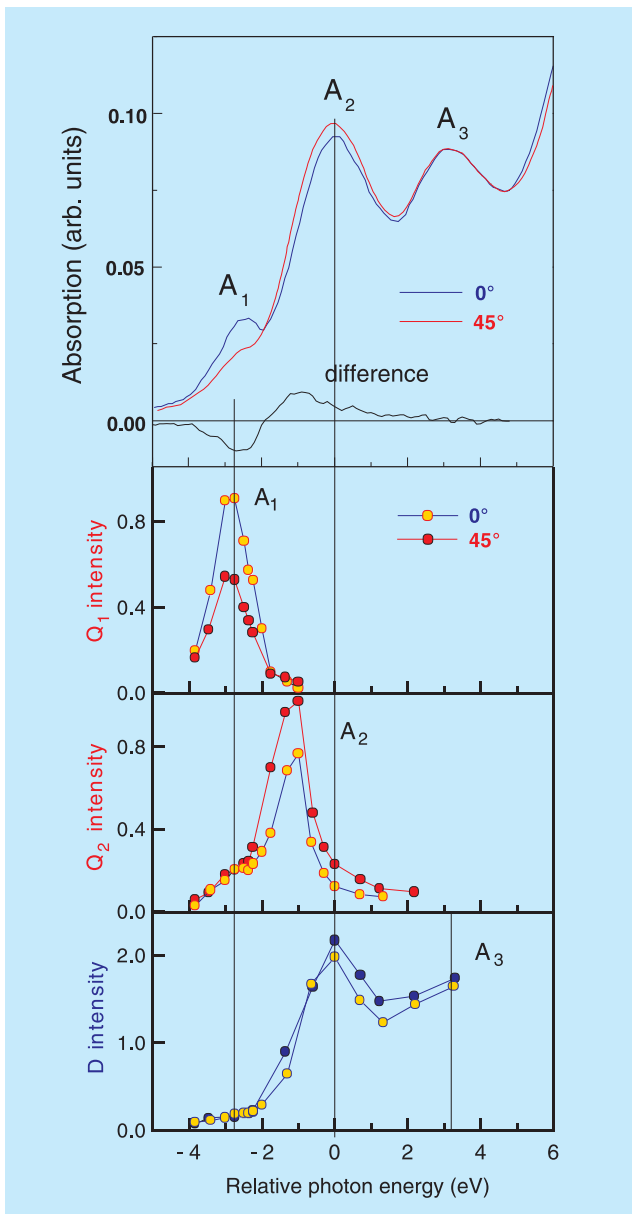 Absorption (arb. units)
0.10
0.05
0.00
A1
A2
A3
0°
45°
difference
Q1 intensity
0.8
0.4
0.0
A1
0°
45°
Q2 intensity
0.8
0.4
0.0
A2
D intensity
2.0
1.0
0.0
A3
-4 -2 0 2 4 6
Relative photon energy (eV)